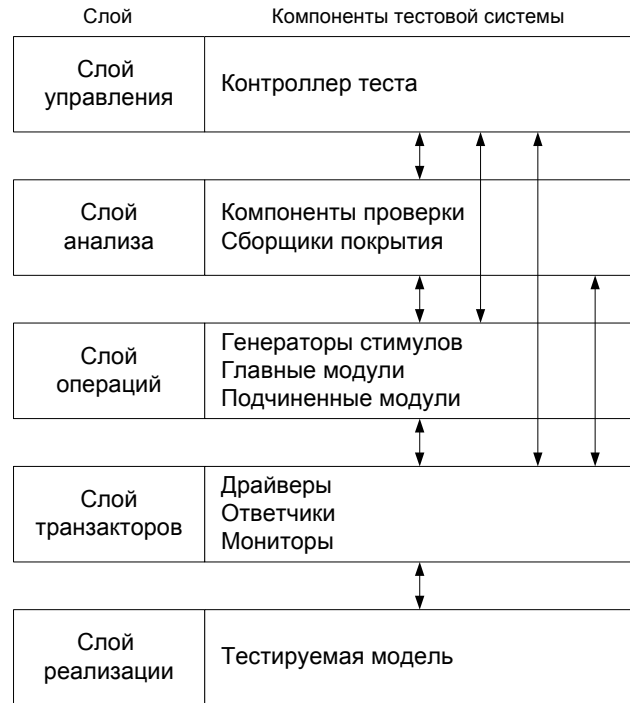 Слой
Компоненты тестовой системы
Слой
управления
Контроллер теста
Слой
анализа
Компоненты проверки
Сборщики покрытия
Слой
операций
Генераторы стимулов
Главные модули
Подчиненные модули
Слой
транзакторов
Драйверы
Ответчики
Мониторы
Слой
реализации
Тестируемая модель